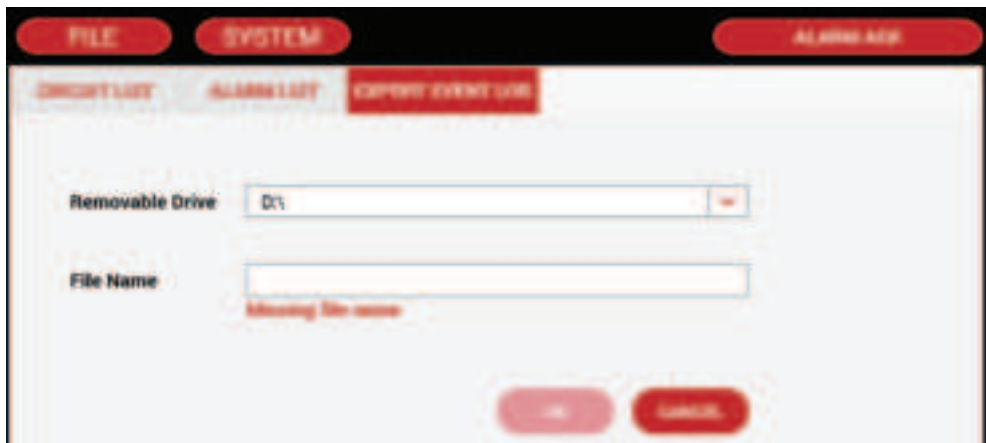 FILE SYSTEM ALARM ACK
CIRCUIT LIST ALARM LIST EXPORT EVENT LOG
Removable Drive D:\
File Name
Missing file name
OK CANCEL